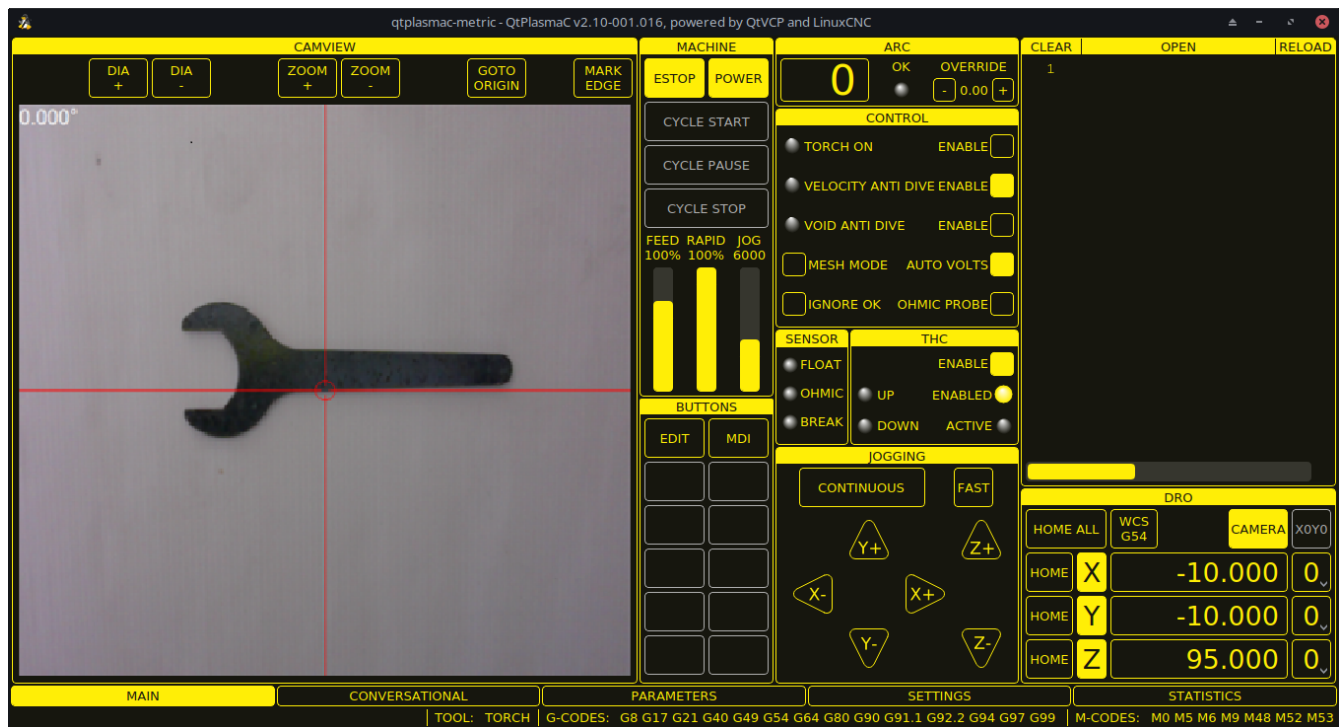 qtplasmac-metric - QtPlasmaC v2.10-001.016, powered by QtVCP and LinuxCNC
CAMVIEW
DIA +
DIA -
ZOOM +
ZOOM -
GOTO ORIGIN
MARK EDGE
0.000°
MACHINE
ESTOP POWER
CYCLE START
CYCLE PAUSE
CYCLE STOP
FEED RAPID JOG
100% 100% 6000
BUTTONS
EDIT MDI
ARC
0 OK OVERRIDE
- 0.00 +
CONTROL
TORCH ON ENABLE
VELOCITY ANTI DIVE ENABLE
VOID ANTI DIVE ENABLE
MESH MODE AUTO VOLTS
IGNORE OK OHMIC PROBE
SENSOR
FLOAT
OHMIC
BREAK
THC
ENABLE
UP ENABLED
DOWN ACTIVE
JOGGING
CONTINUOUS FAST
Y+ Z+
X- X+
Y- Z-
CLEAR OPEN RELOAD
1
DRO
HOME ALL WCS G54 CAMERA X0Y0
HOME X -10.000 0
HOME Y -10.000 0
HOME Z 95.000 0
MAIN CONVERSATIONAL PARAMETERS SETTINGS STATISTICS
TOOL: TORCH G-CODES: G8 G17 G21 G40 G49 G54 G64 G80 G90 G91.1 G92.2 G94 G97 G99 M-CODES: M0 M5 M6 M9 M48 M52 M53